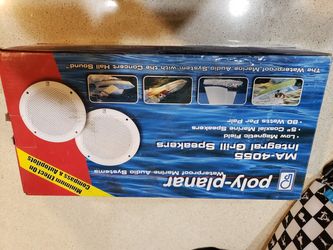 The Waterproof Marine Audio System with the Concert Hall Sound
poly-planar
Waterproof Marine Audio Systems
MA-4055
Integral Grill Speakers
•Low Magnetic Field
•5" Coaxial Marine Speakers
•80 Watts Per Pair
Minimum Effect On
Compass & Autopilots